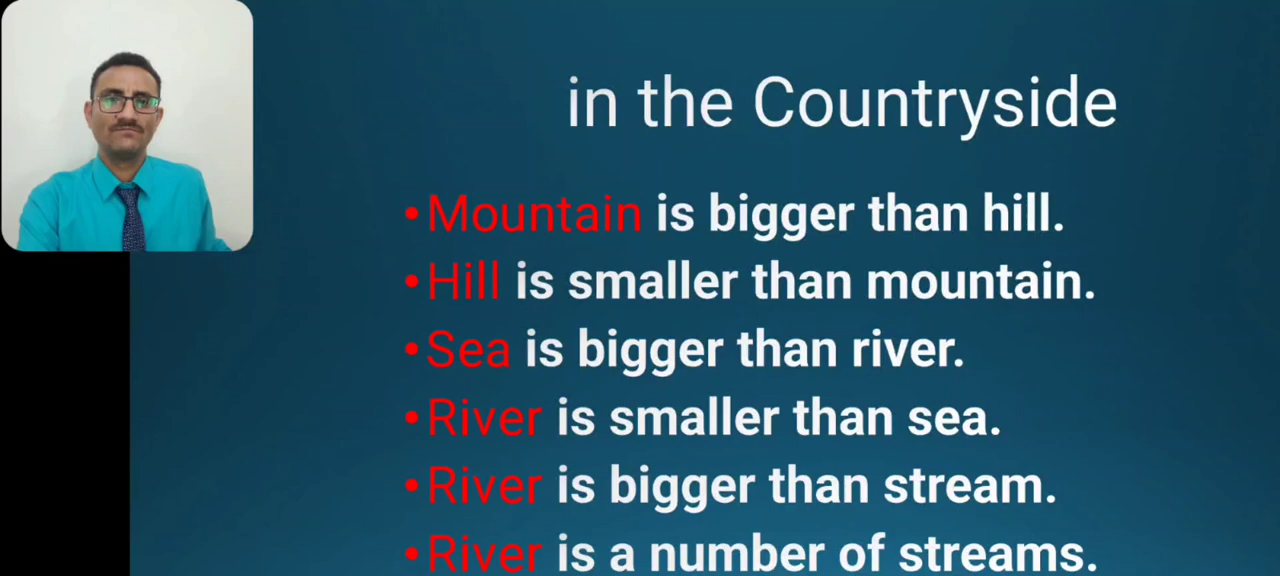 in the Countryside
•Mountain is bigger than hill.
•Hill is smaller than mountain.
•Sea is bigger than river.
•River is smaller than sea.
•River is bigger than stream.
•River is a number of streams.